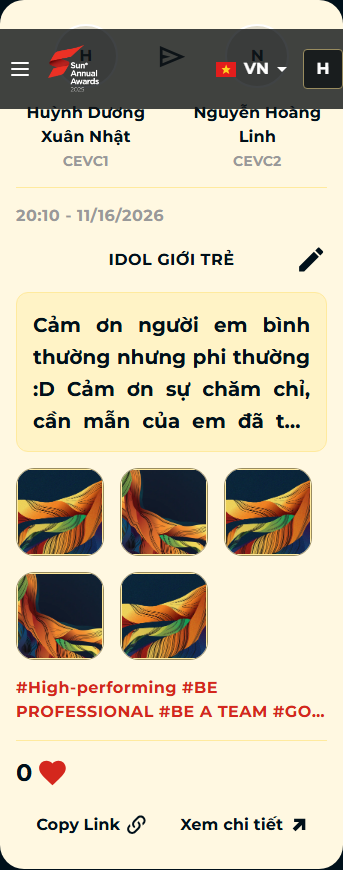 H
N
Sun*
Annual
Awards
2025
VN
H
Huỳnh Dương
Xuân Nhật
Nguyễn Hoàng
Linh
CEVC1
CEVC2
20:10 - 11/16/2026
IDOL GIỚI TRẺ
Cảm ơn người em bình
thường nhưng phi thường
:D Cảm ơn sự chăm chỉ,
cần mẫn của em đã t...
#High-performing #BE
PROFESSIONAL #BE A TEAM #GO...
0
Copy Link
Xem chi tiết